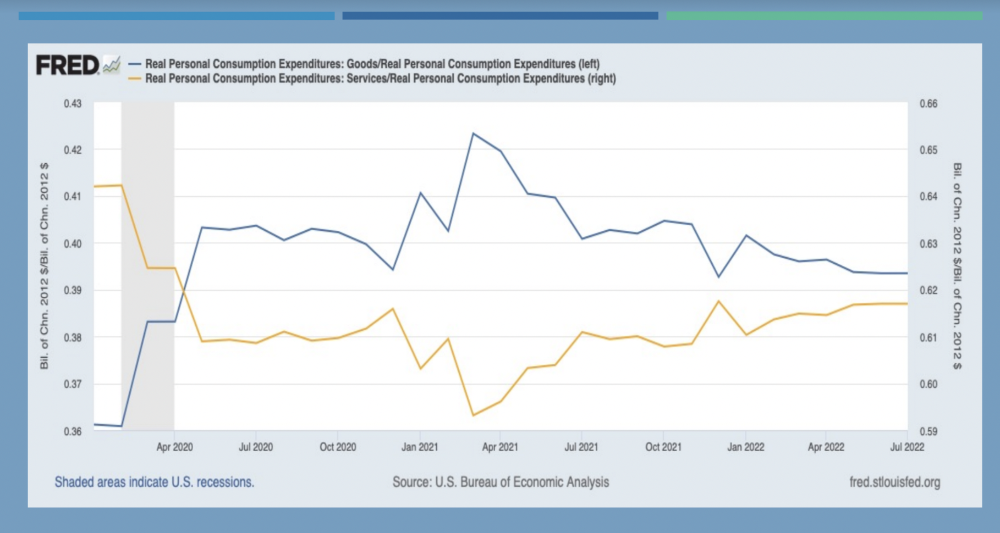 FRED
Real Personal Consumption Expenditures: Goods/Real Personal Consumption Expenditures (left)
Real Personal Consumption Expenditures: Services/Real Personal Consumption Expenditures (right)
0.43
0.42
0.41
0.40
0.39
0.38
0.37
0.36
Bil. of Chn. 2012 $/Bil. of Chn. 2012 $
0.66
0.65
0.64
0.63
0.62
0.61
0.60
0.59
Bil. of Chn. 2012 $/Bil. of Chn. 2012 $
Apr 2020 Jul 2020 Oct 2020 Jan 2021 Apr 2021 Jul 2021 Oct 2021 Jan 2022 Apr 2022 Jul 2022
Shaded areas indicate U.S. recessions. Source: U.S. Bureau of Economic Analysis fred.stlouisfed.org